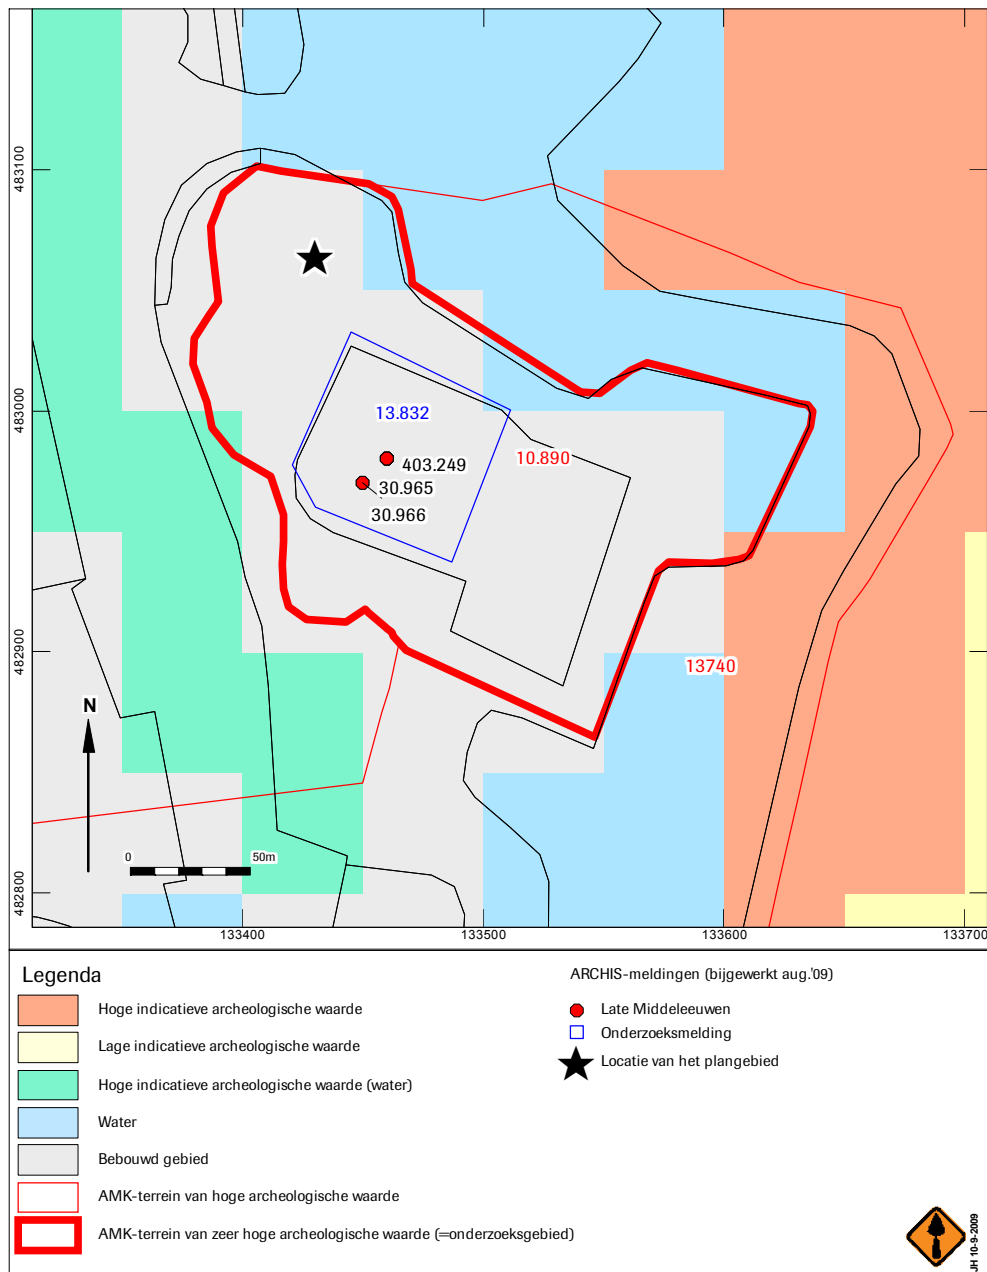 483100
483000
482900
482800
13.832
10.890
403.249
30.965
30.966
13740
N
0
50m
133400
133500
133600
133700
Legenda
Hoge indicatieve archeologische waarde
Lage indicatieve archeologische waarde
Hoge indicatieve archeologische waarde (water)
Water
Bebouwd gebied
AMK-terrein van hoge archeologische waarde
AMK-terrein van zeer hoge archeologische waarde (=onderzoeksgebied)
ARCHIS-meldingen (bijgewerkt aug.'09)
Late Middeleeuwen
Onderzoeksmelding
Locatie van het plangebied
JH 10-9-2009